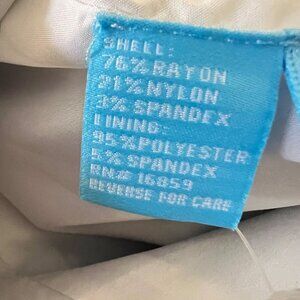 SHELL:
76% RAYON
21% NYLON
3% SPANDEX
LINING:
95% POLYESTER
5% SPANDEX
RN# 16859
REVERSE FOR CARE